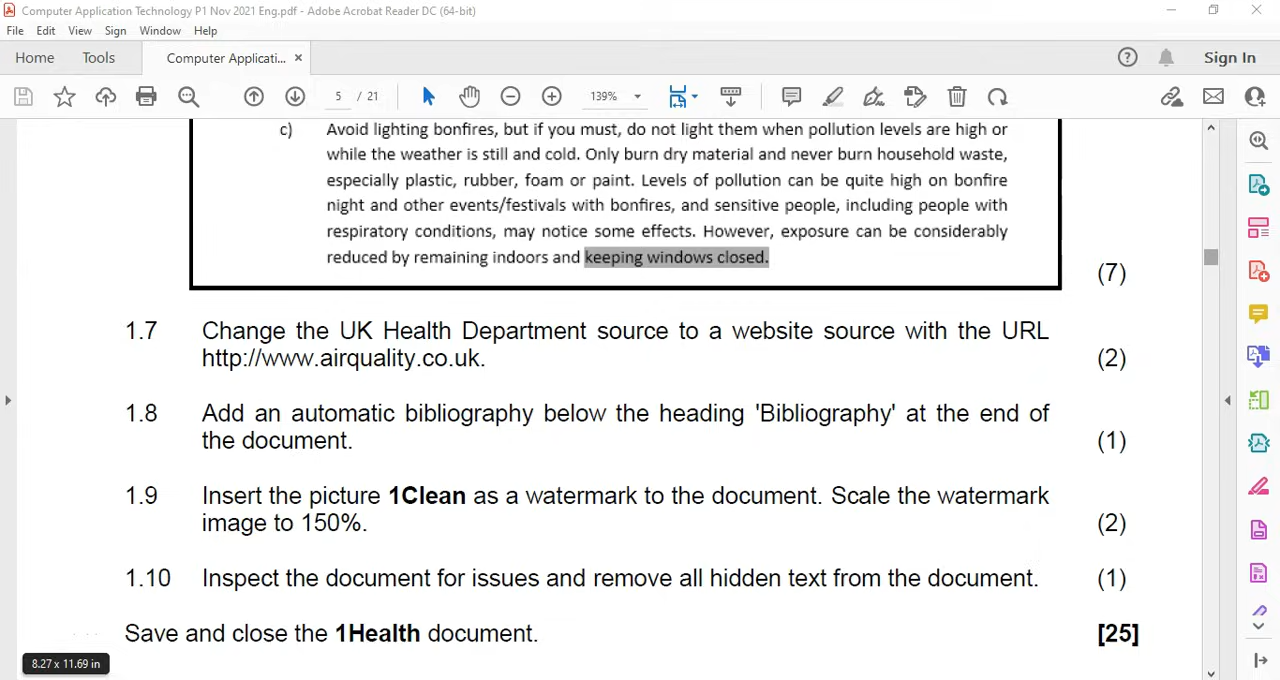 Computer Application Technology P1 Nov 2021 Eng.pdf - Adobe Acrobat Reader DC (64-bit)
File Edit View Sign Window Help
Home Tools Computer Applicati... × Sign In
5 / 21 139%
c) Avoid lighting bonfires, but if you must, do not light them when pollution levels are high or
while the weather is still and cold. Only burn dry material and never burn household waste,
especially plastic, rubber, foam or paint. Levels of pollution can be quite high on bonfire
night and other events/festivals with bonfires, and sensitive people, including people with
respiratory conditions, may notice some effects. However, exposure can be considerably
reduced by remaining indoors and keeping windows closed.
(7)
1.7 Change the UK Health Department source to a website source with the URL
http://www.airquality.co.uk. (2)
1.8 Add an automatic bibliography below the heading 'Bibliography' at the end of
the document. (1)
1.9 Insert the picture 1Clean as a watermark to the document. Scale the watermark
image to 150%. (2)
1.10 Inspect the document for issues and remove all hidden text from the document. (1)
Save and close the 1Health document. [25]
8.27 x 11.69 in